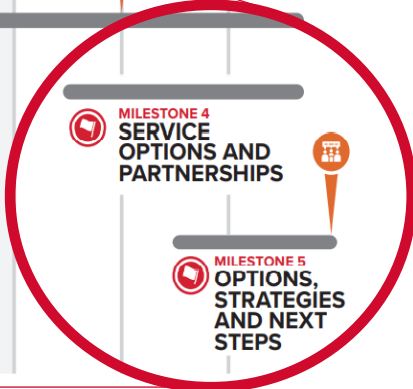 MILESTONE 4
SERVICE
OPTIONS AND
PARTNERSHIPS
MILESTONE 5
OPTIONS,
STRATEGIES
AND NEXT
STEPS